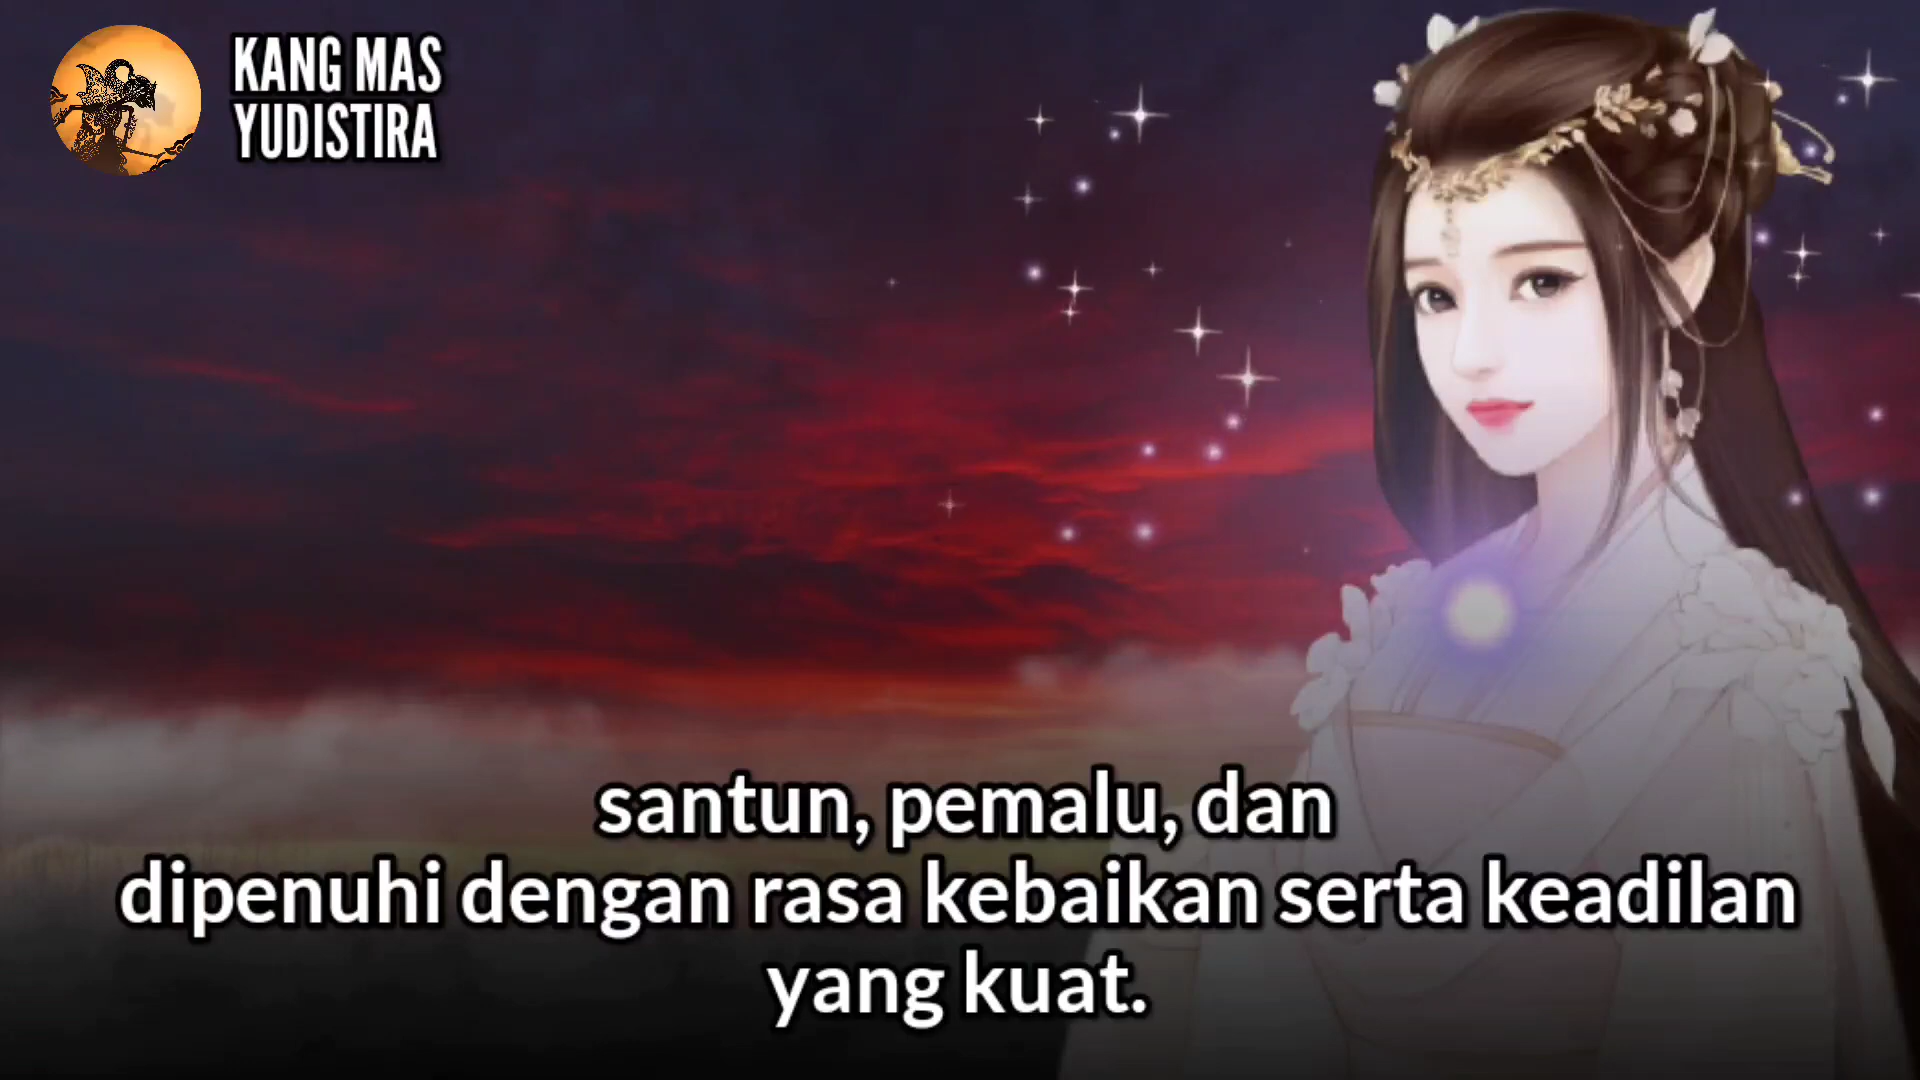 KANG MAS
YUDISTIRA
santun, pemalu, dan
dipenuhi dengan rasa kebaikan serta keadilan
yang kuat.